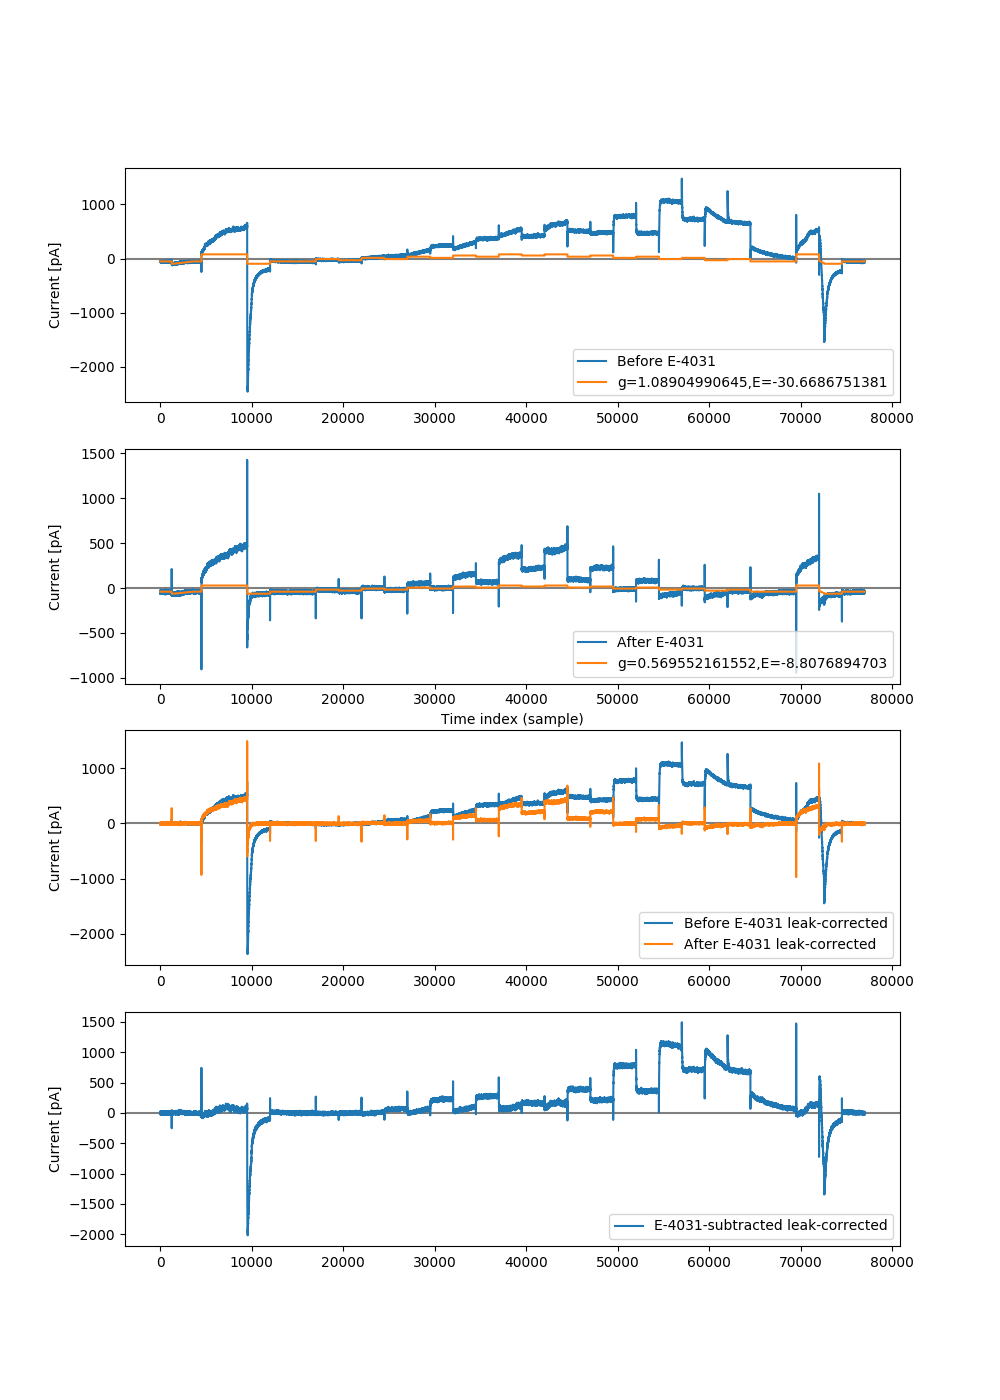 1000
0
−1000
−2000
Current [pA]
Before E-4031
g=1.08904990645,E=-30.6686751381
0 10000 20000 30000 40000 50000 60000 70000 80000
1500
1000
500
0
−500
−1000
Current [pA]
After E-4031
g=0.569552161552,E=-8.8076894703
0 10000 20000 30000 40000 50000 60000 70000 80000
Time index (sample)
1000
0
−1000
−2000
Current [pA]
Before E-4031 leak-corrected
After E-4031 leak-corrected
0 10000 20000 30000 40000 50000 60000 70000 80000
1500
1000
500
0
−500
−1000
−1500
−2000
Current [pA]
E-4031-subtracted leak-corrected
0 10000 20000 30000 40000 50000 60000 70000 80000